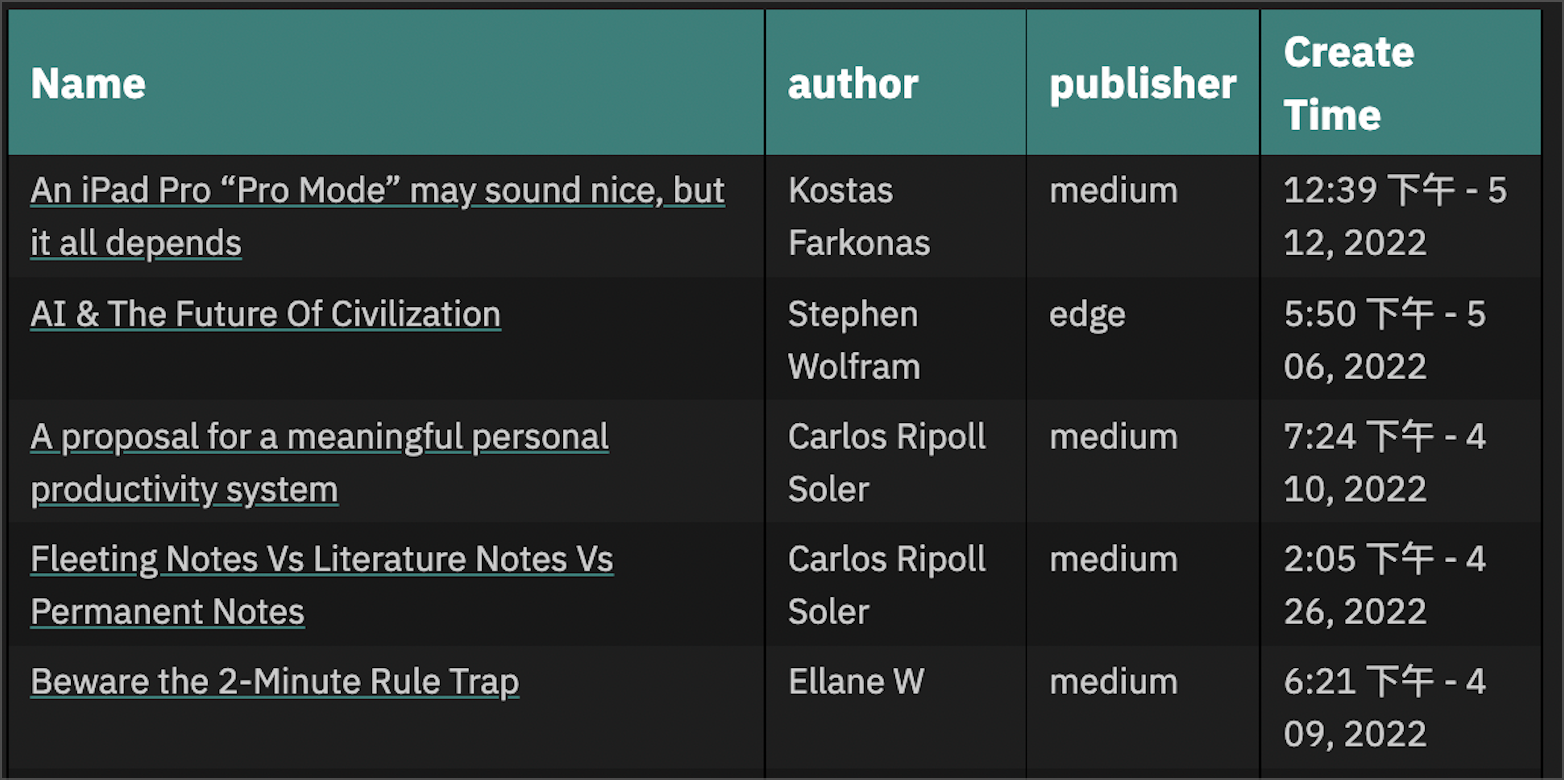 Name author publisher Create Time
An iPad Pro “Pro Mode” may sound nice, but it all depends Kostas Farkonas medium 12:39 下午 - 5 12, 2022
AI & The Future Of Civilization Stephen Wolfram edge 5:50 下午 - 5 06, 2022
A proposal for a meaningful personal productivity system Carlos Ripoll Soler medium 7:24 下午 - 4 10, 2022
Fleeting Notes Vs Literature Notes Vs Permanent Notes Carlos Ripoll Soler medium 2:05 下午 - 4 26, 2022
Beware the 2-Minute Rule Trap Ellane W medium 6:21 下午 - 4 09, 2022